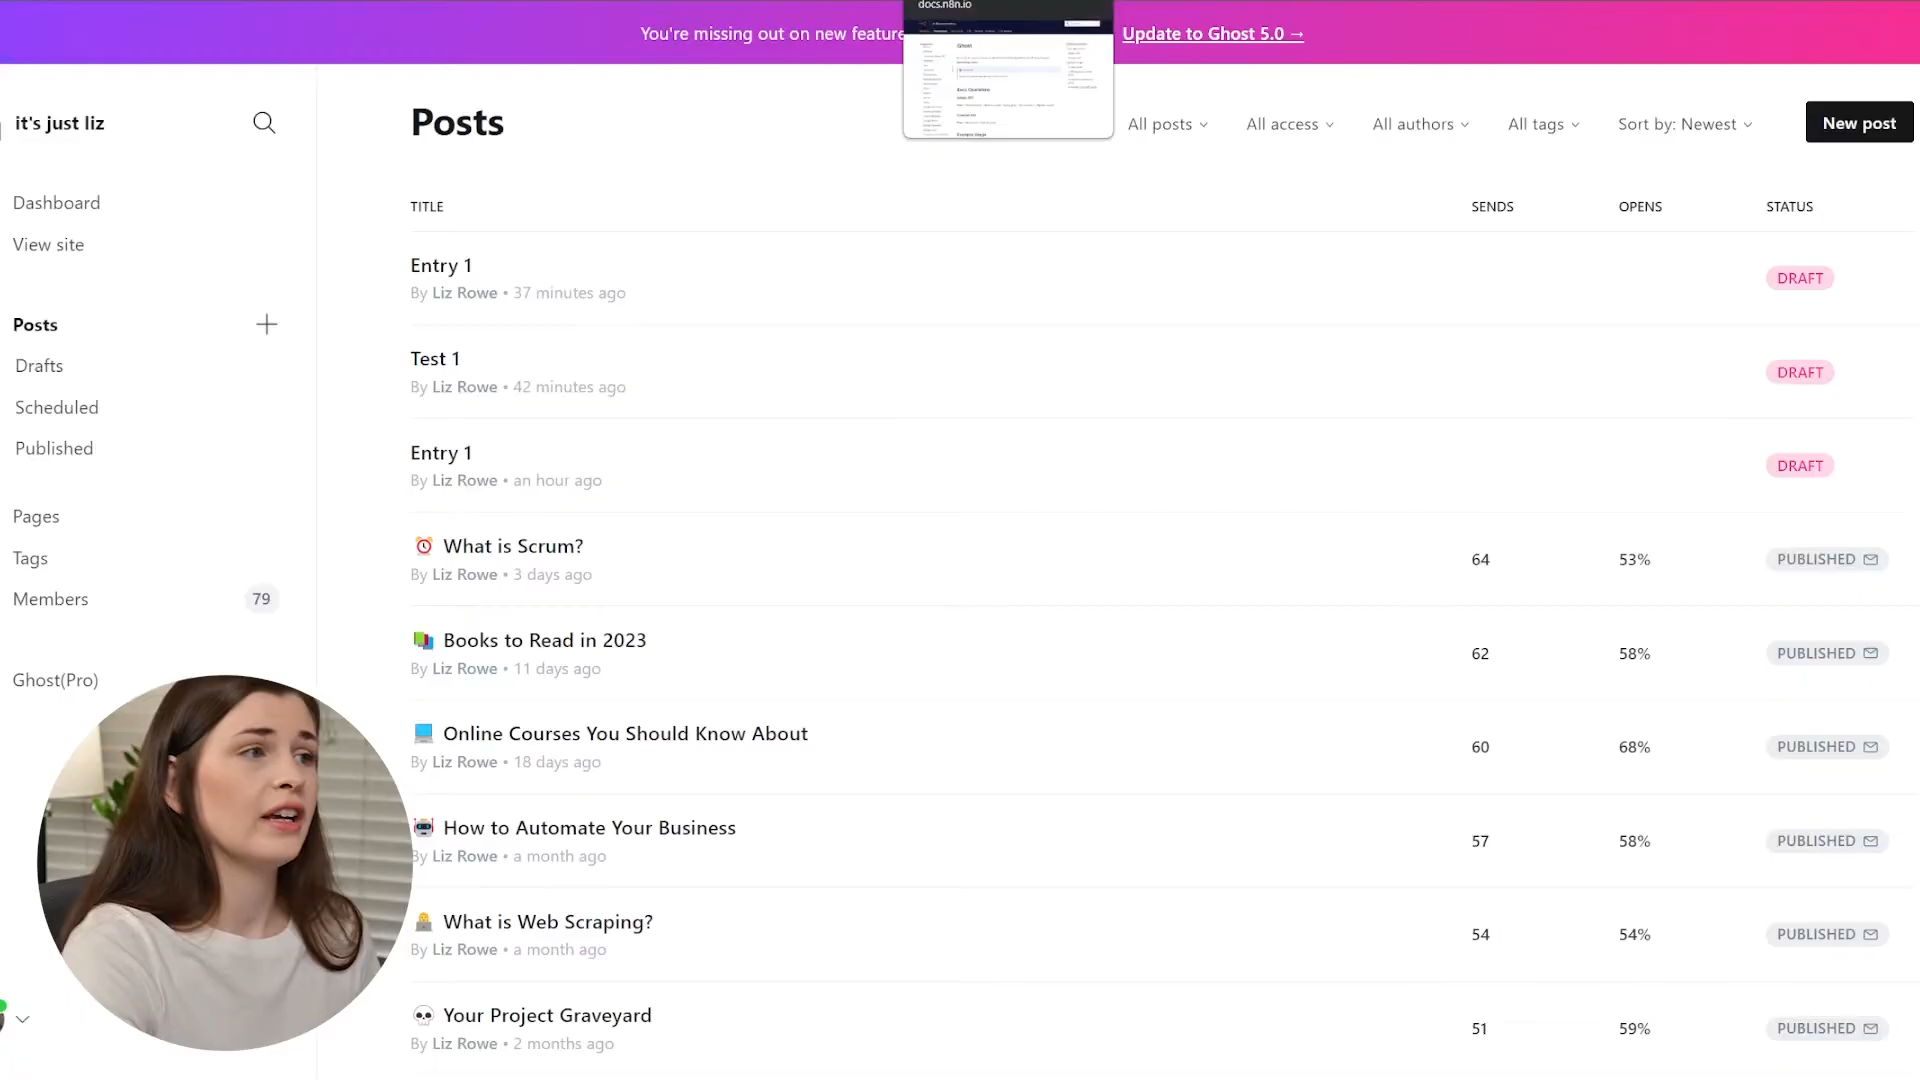 docs.n8n.io
You're missing out on new feature
Update to Ghost 5.0 →
it's just liz
Posts
All posts
All access
All authors
All tags
Sort by: Newest
New post
Ghost
Dashboard
View site
Posts
Drafts
Scheduled
Published
Pages
Tags
Members 79
Ghost(Pro)
TITLE SENDS OPENS STATUS
Entry 1
By Liz Rowe • 37 minutes ago
DRAFT
Test 1
By Liz Rowe • 42 minutes ago
DRAFT
Entry 1
By Liz Rowe • an hour ago
DRAFT
What is Scrum?
By Liz Rowe • 3 days ago
64 53% PUBLISHED
Books to Read in 2023
By Liz Rowe • 11 days ago
62 58% PUBLISHED
Online Courses You Should Know About
By Liz Rowe • 18 days ago
60 68% PUBLISHED
How to Automate Your Business
By Liz Rowe • a month ago
57 58% PUBLISHED
What is Web Scraping?
By Liz Rowe • a month ago
54 54% PUBLISHED
Your Project Graveyard
By Liz Rowe • 2 months ago
51 59% PUBLISHED